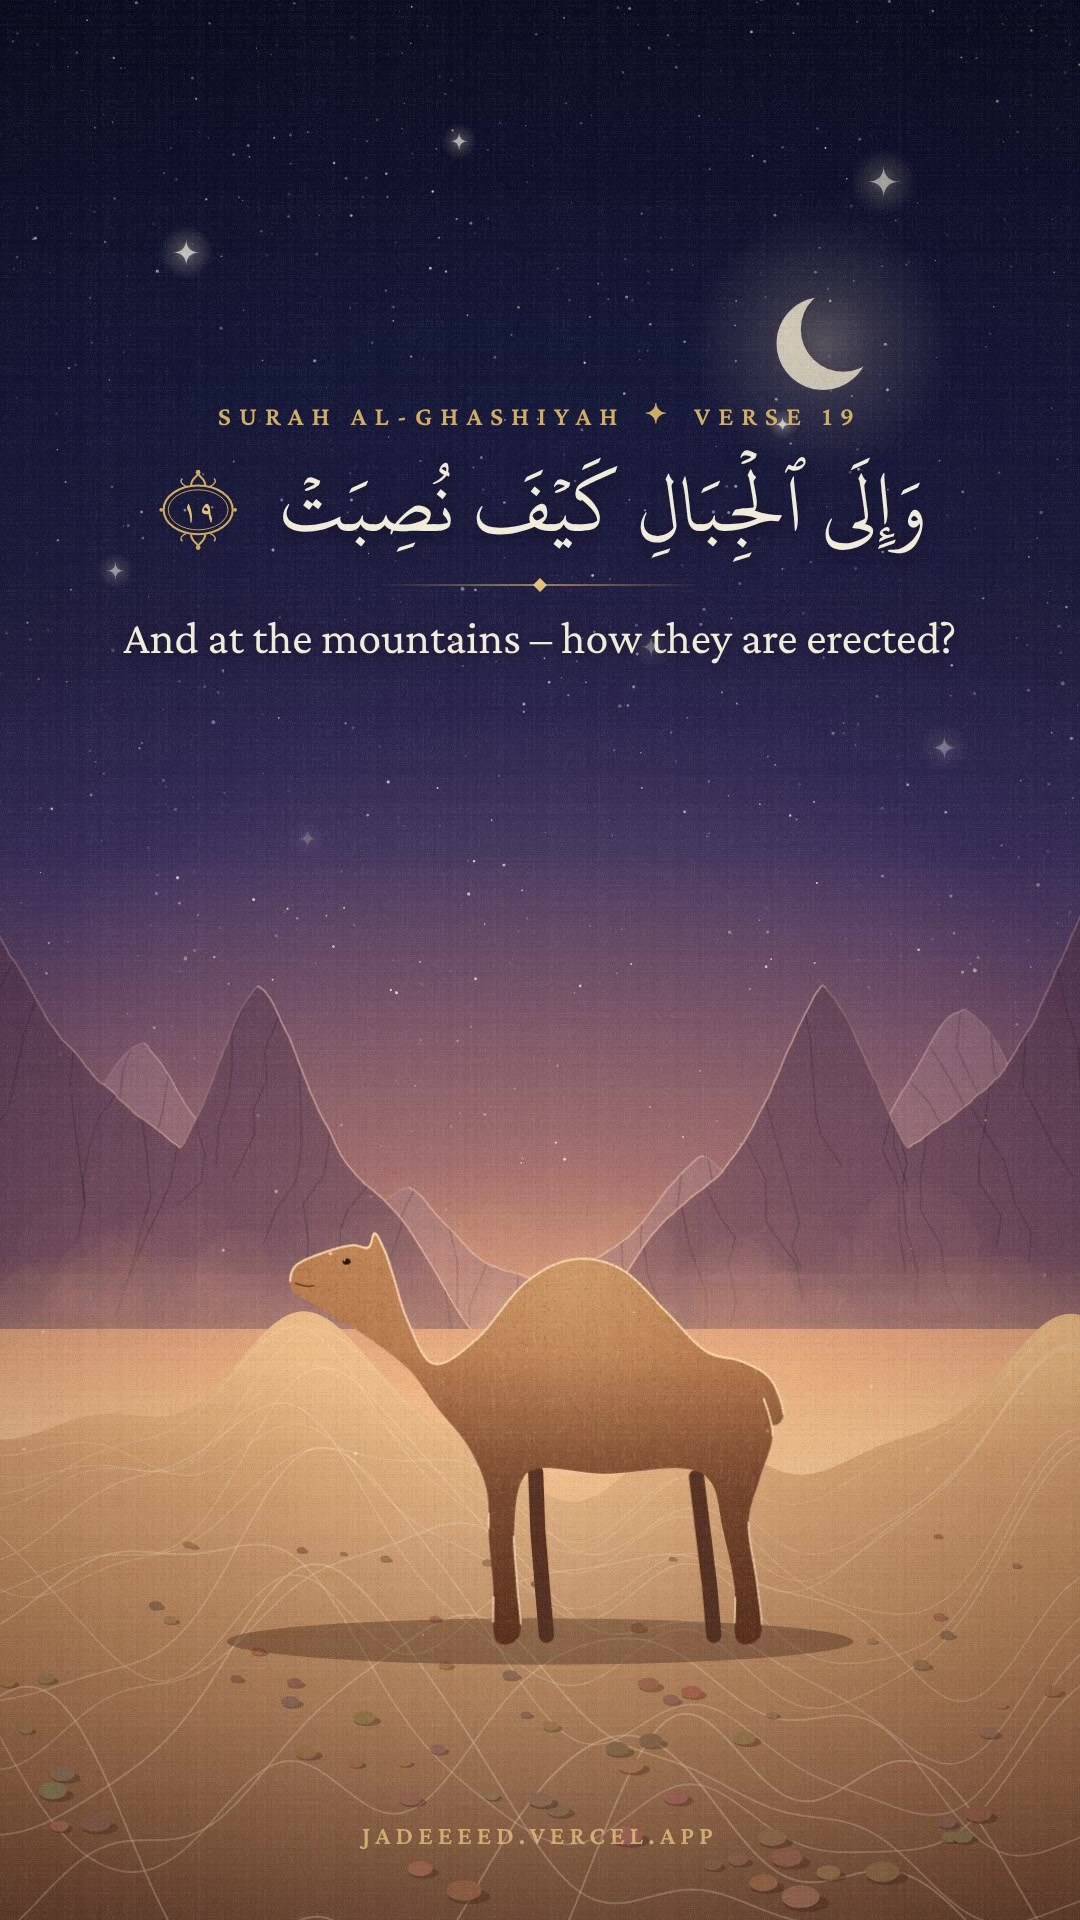 SURAH AL-GHASHIYAH ✦ VERSE 19
وَإِلَى ٱلْجِبَالِ كَيْفَ نُصِبَتْ ١٩
And at the mountains – how they are erected?
JADEEEED.VERCEL.APP